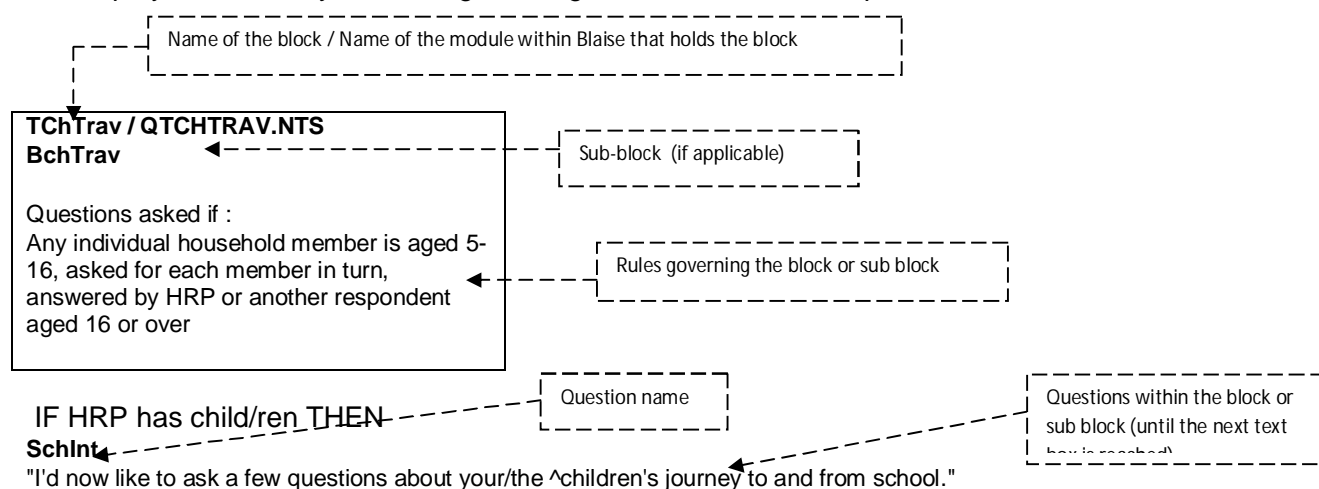 Name of the block / Name of the module within Blaise that holds the block
TChTrav / QTCHTRAV.NTS
BchTrav
Sub-block (if applicable)
Questions asked if :
Any individual household member is aged 5-
16, asked for each member in turn,
answered by HRP or another respondent
aged 16 or over
Rules governing the block or sub block
Question name
Questions within the block or
sub block (until the next text
IF HRP has child/ren THEN
SchInt
"I'd now like to ask a few questions about your/the ^children's journey to and from school."